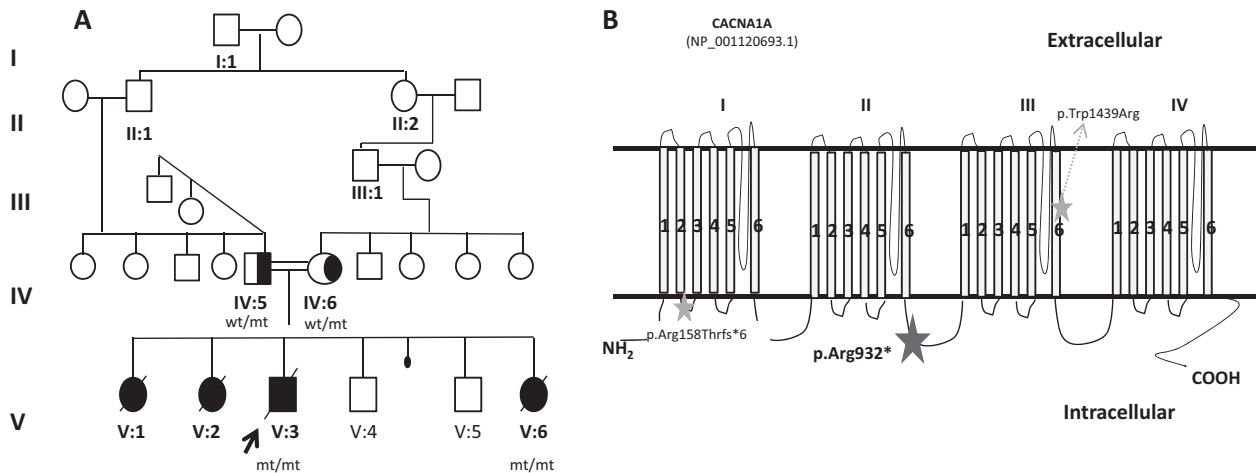 A
I
I:1
II
II:1
II:2
III
III:1
IV
IV:5
IV:6
wt/mt
wt/mt
V
V:1
V:2
V:3
V:4
V:5
V:6
mt/mt
mt/mt
B
CACNA1A
(NP_001120693.1)
Extracellular
I
II
III
IV
p.Trp1439Arg
1 2 3 4 5 6
1 2 3 4 5 6
1 2 3 4 5 6
1 2 3 4 5 6
NH2
p.Arg158Thrfs*6
p.Arg932*
COOH
Intracellular